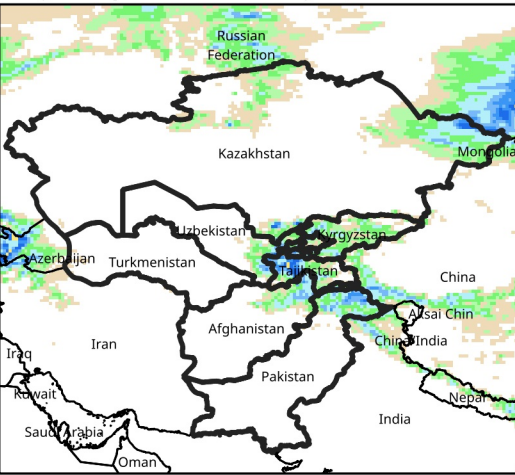 Russian
Federation
Kazakhstan
Mongolia
Uzbekistan
Kyrgyzstan
Azerbaijan
Turkmenistan
Tajikistan
China
Aksai Chin
Afghanistan
Iran
China/India
Iraq
Pakistan
Kuwait
Nepal
India
Saudi Arabia
Oman